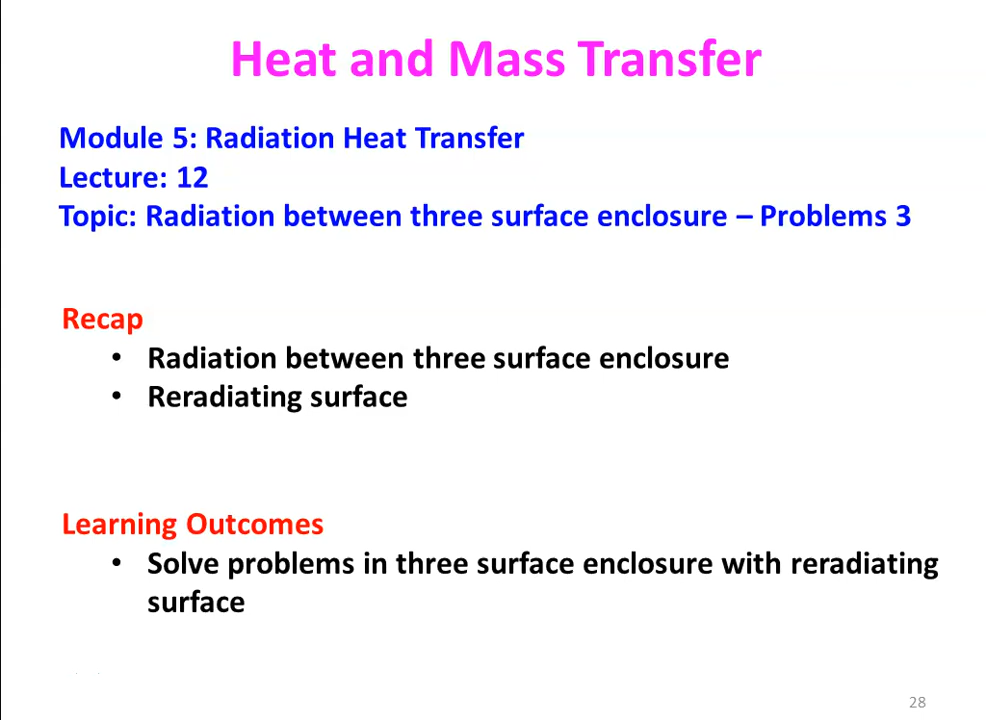 Heat and Mass Transfer
Module 5: Radiation Heat Transfer
Lecture: 12
Topic: Radiation between three surface enclosure – Problems 3
Recap
• Radiation between three surface enclosure
• Reradiating surface
Learning Outcomes
• Solve problems in three surface enclosure with reradiating
surface
28